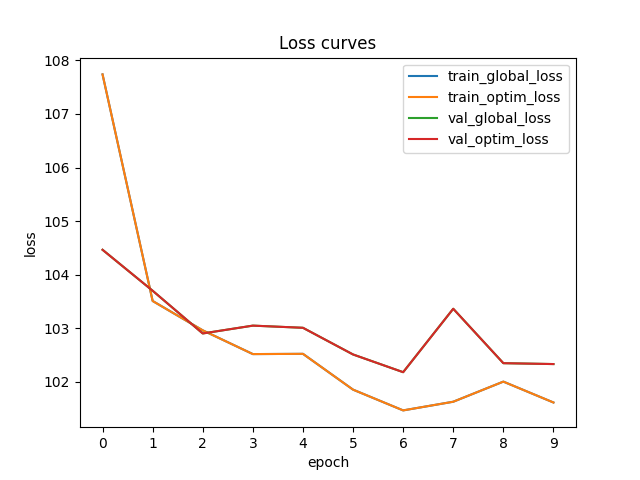 Loss curves
108
107
106
105
104
103
102
loss
train_global_loss
train_optim_loss
val_global_loss
val_optim_loss
0 1 2 3 4 5 6 7 8 9
epoch